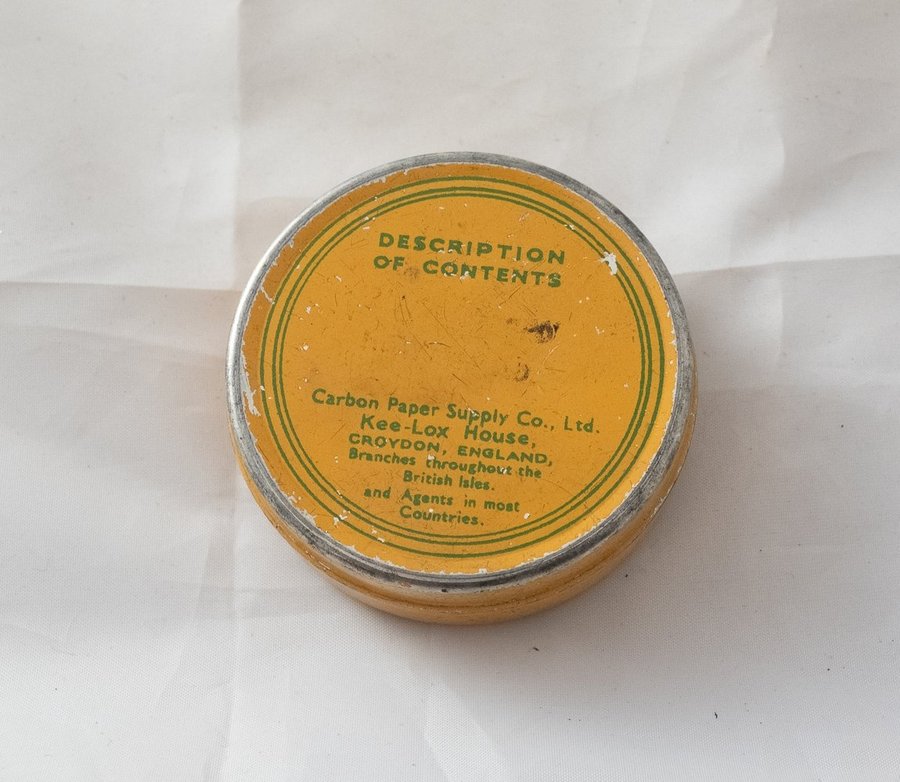 DESCRIPTION
OF CONTENTS
Carbon Paper Supply Co., Ltd.
Kee-Lox House,
CROYDON, ENGLAND,
Branches throughout the
British Isles.
and Agents in most
Countries.